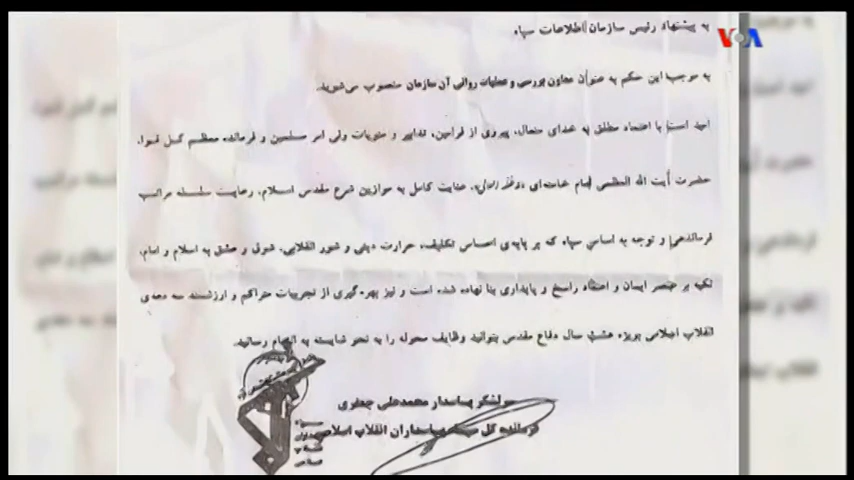 به پیشنهاد رئیس سازمان اطلاعات سپاه
VOA
به موجب این حکم به عنوان معاون بررسی و عملیات روانی آن سازمان منصوب می‌شوید.
امید است با اعتماد مطلق به خدای متعال، پیروی از فرامین، تدابیر و منویات ولی امر مسلمین و فرمانده معظم کل قوا،
حضرت آیت الله العظمی امام خامنه‌ای، عنایت کامل به موازین شرع مقدس اسلام، رعایت سلسله مراتب
فرماندهی و توجه به اساس سپاه که بر پایه‌ی احساس تکلیف، حرارت دینی و شور انقلابی، شوق و عشق به اسلام و امام،
تکیه بر عنصر ایمان و اعتقاد راسخ و پایداری بنا نهاده شده است و نیز بهره‌گیری از تجربیات متراکم و ارزشمند سه دهه‌ی
انقلاب اسلامی بویژه هشت سال دفاع مقدس بتوانید وظایف محوله را به نحو شایسته به انجام رسانید.
سرلشگر پاسدار محمدعلی جعفری
فرمانده کل سپاه پاسداران انقلاب اسلامی